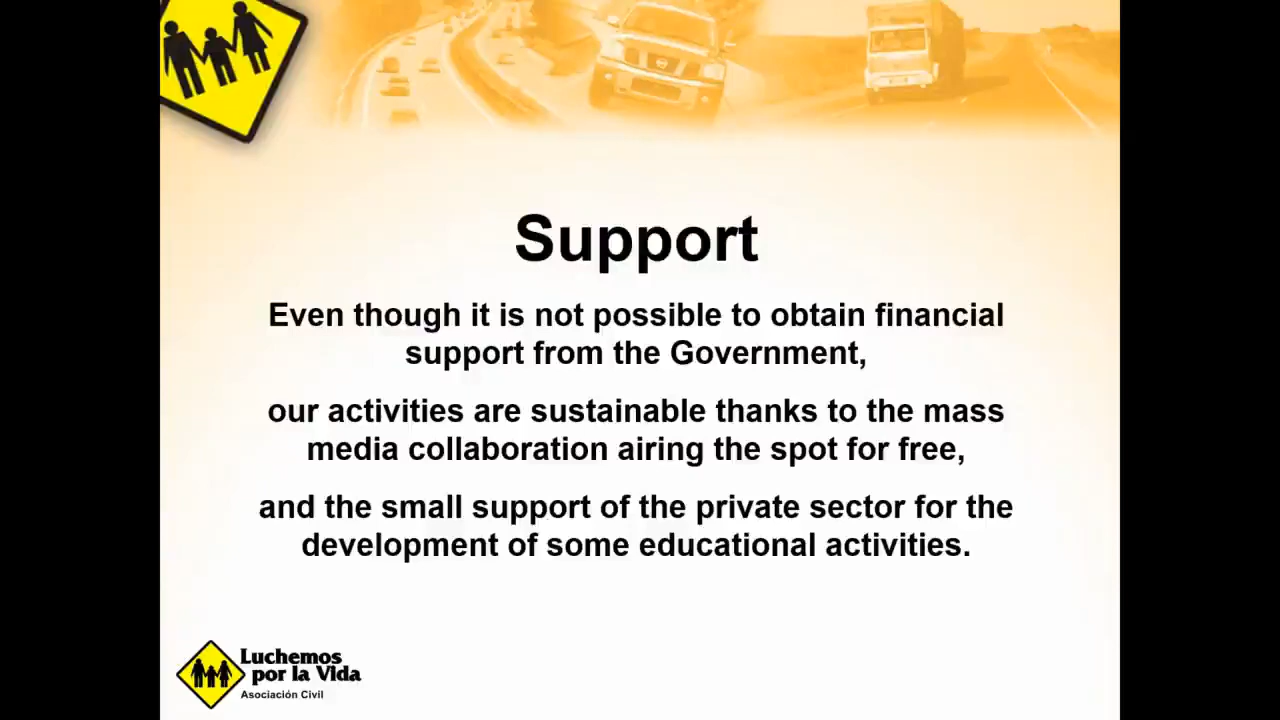 Support
Even though it is not possible to obtain financial
support from the Government,
our activities are sustainable thanks to the mass
media collaboration airing the spot for free,
and the small support of the private sector for the
development of some educational activities.
Luchemos
por la Vida
Asociación Civil